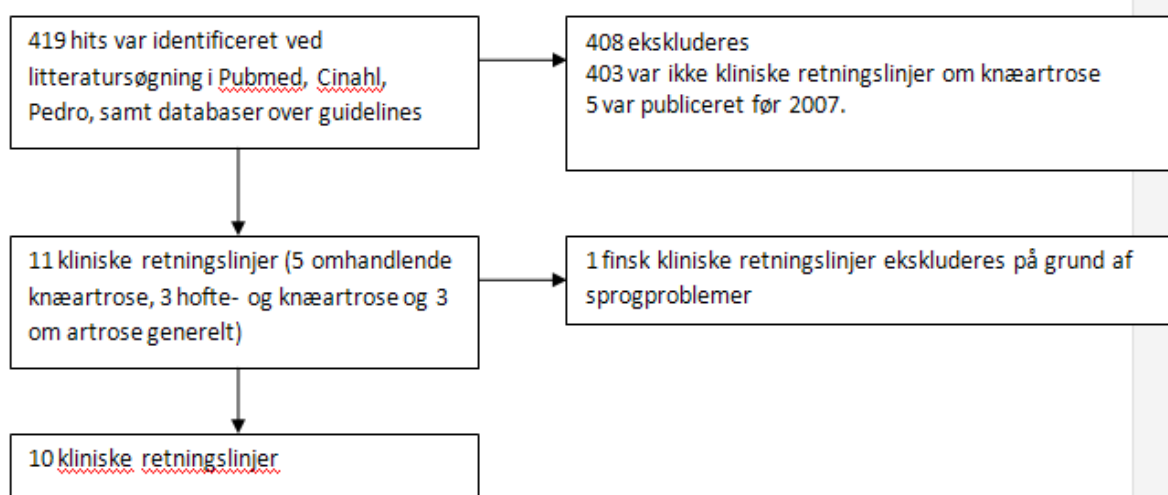 419 hits var identificeret ved
litteratursøgning i Pubmed, Cinahl,
Pedro, samt databaser over guidelines
408 ekskluderes
403 var ikke kliniske retningslinjer om knæartrose
5 var publiceret før 2007.
11 kliniske retningslinjer (5 omhandlende
knæartrose, 3 hofte- og knæartrose og 3
om artrose generelt)
1 finsk kliniske retningslinjer ekskluderes på grund af
sprogproblemer
10 kliniske retningslinjer